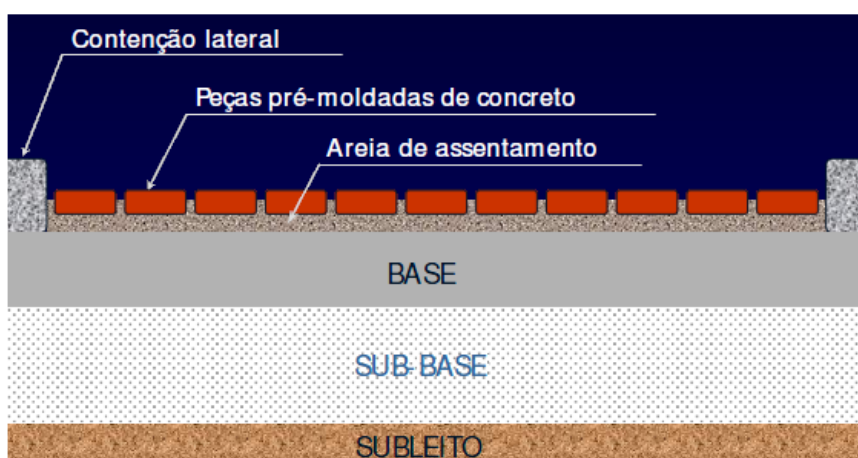 Contenção lateral
Peças pré-moldadas de concreto
Areia de assentamento
BASE
SUB-BASE
SUBLEITO